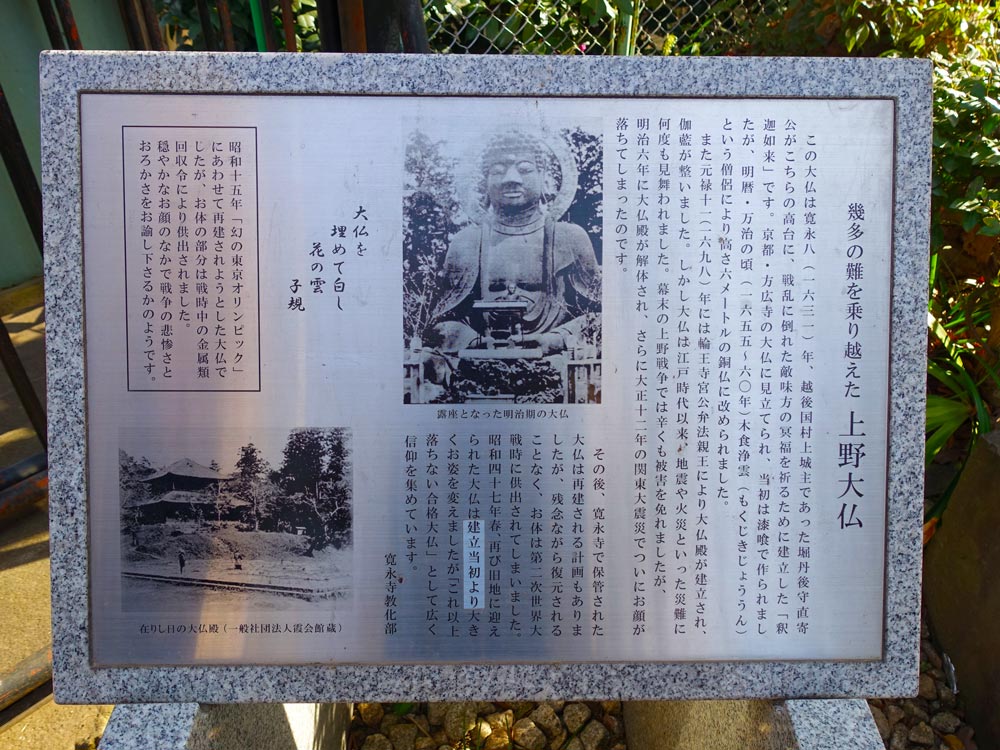 幾多の難を乗り越えた 上野大仏
この大仏は寛永八（一六三一）年、越後国村上城主であった堀丹後守直寄
公がこちらの高台に、戦乱に倒れた敵味方の冥福を祈るために建立した「釈
迦如来」です。京都・方広寺の大仏に見立てられ、当初は漆喰で作られまし
たが、明暦・万治の頃（一六五五～六〇年）木食浄雲（もくじきじょううん）
という僧侶により高さ六メートルの銅仏に改められました。
また元禄十一（一六九八）年には輪王寺宮公弁法親王により大仏殿が建立され、
伽藍が整いました。しかし大仏は江戸時代以来、地震や火災といった災難に
何度も見舞われました。幕末の上野戦争では辛くも被害を免れましたが、
明治六年に大仏殿が解体され、さらに大正十二年の関東大震災でついにお顔が
落ちてしまったのです。
露座となった明治期の大仏
その後、寛永寺で保管された
大仏は再建される計画もありま
したが、残念ながら復元される
ことなく、お体は第二次世界大
戦時に供出されてしまいました。
昭和四十七年春、再び旧地に迎え
られた大仏は建立当初より大き
くお姿を変えましたが「これ以上
落ちない合格大仏」として広く
信仰を集めています。
寛永寺教化部
大仏を
埋めて白し
花の雲
子規
昭和十五年「幻の東京オリンピック」
にあわせて再建されようとした大仏で
したが、お体の部分は戦時中の金属類
回収令により供出されました。
穏やかなお顔のなかで戦争の悲惨さと
おろかさをお諭し下さるかのようです。
在りし日の大仏殿（一般社団法人霞会館蔵）